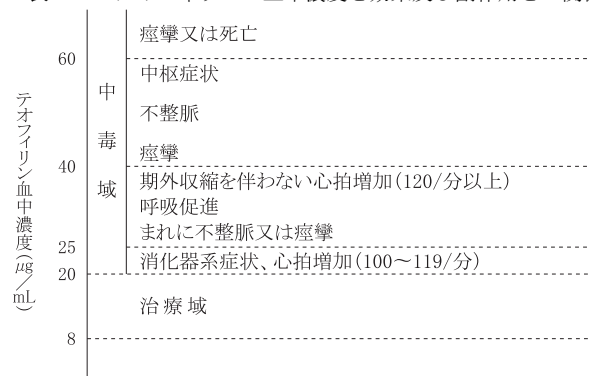 痙攣又は死亡
60
中枢症状
不整脈
痙攣
40
期外収縮を伴わない心拍増加(120/分以上)
呼吸促進
まれに不整脈又は痙攣
25
消化器系症状、心拍増加(100～119/分)
20
治療域
8
中毒域
テオフィリン血中濃度(μg/mL)